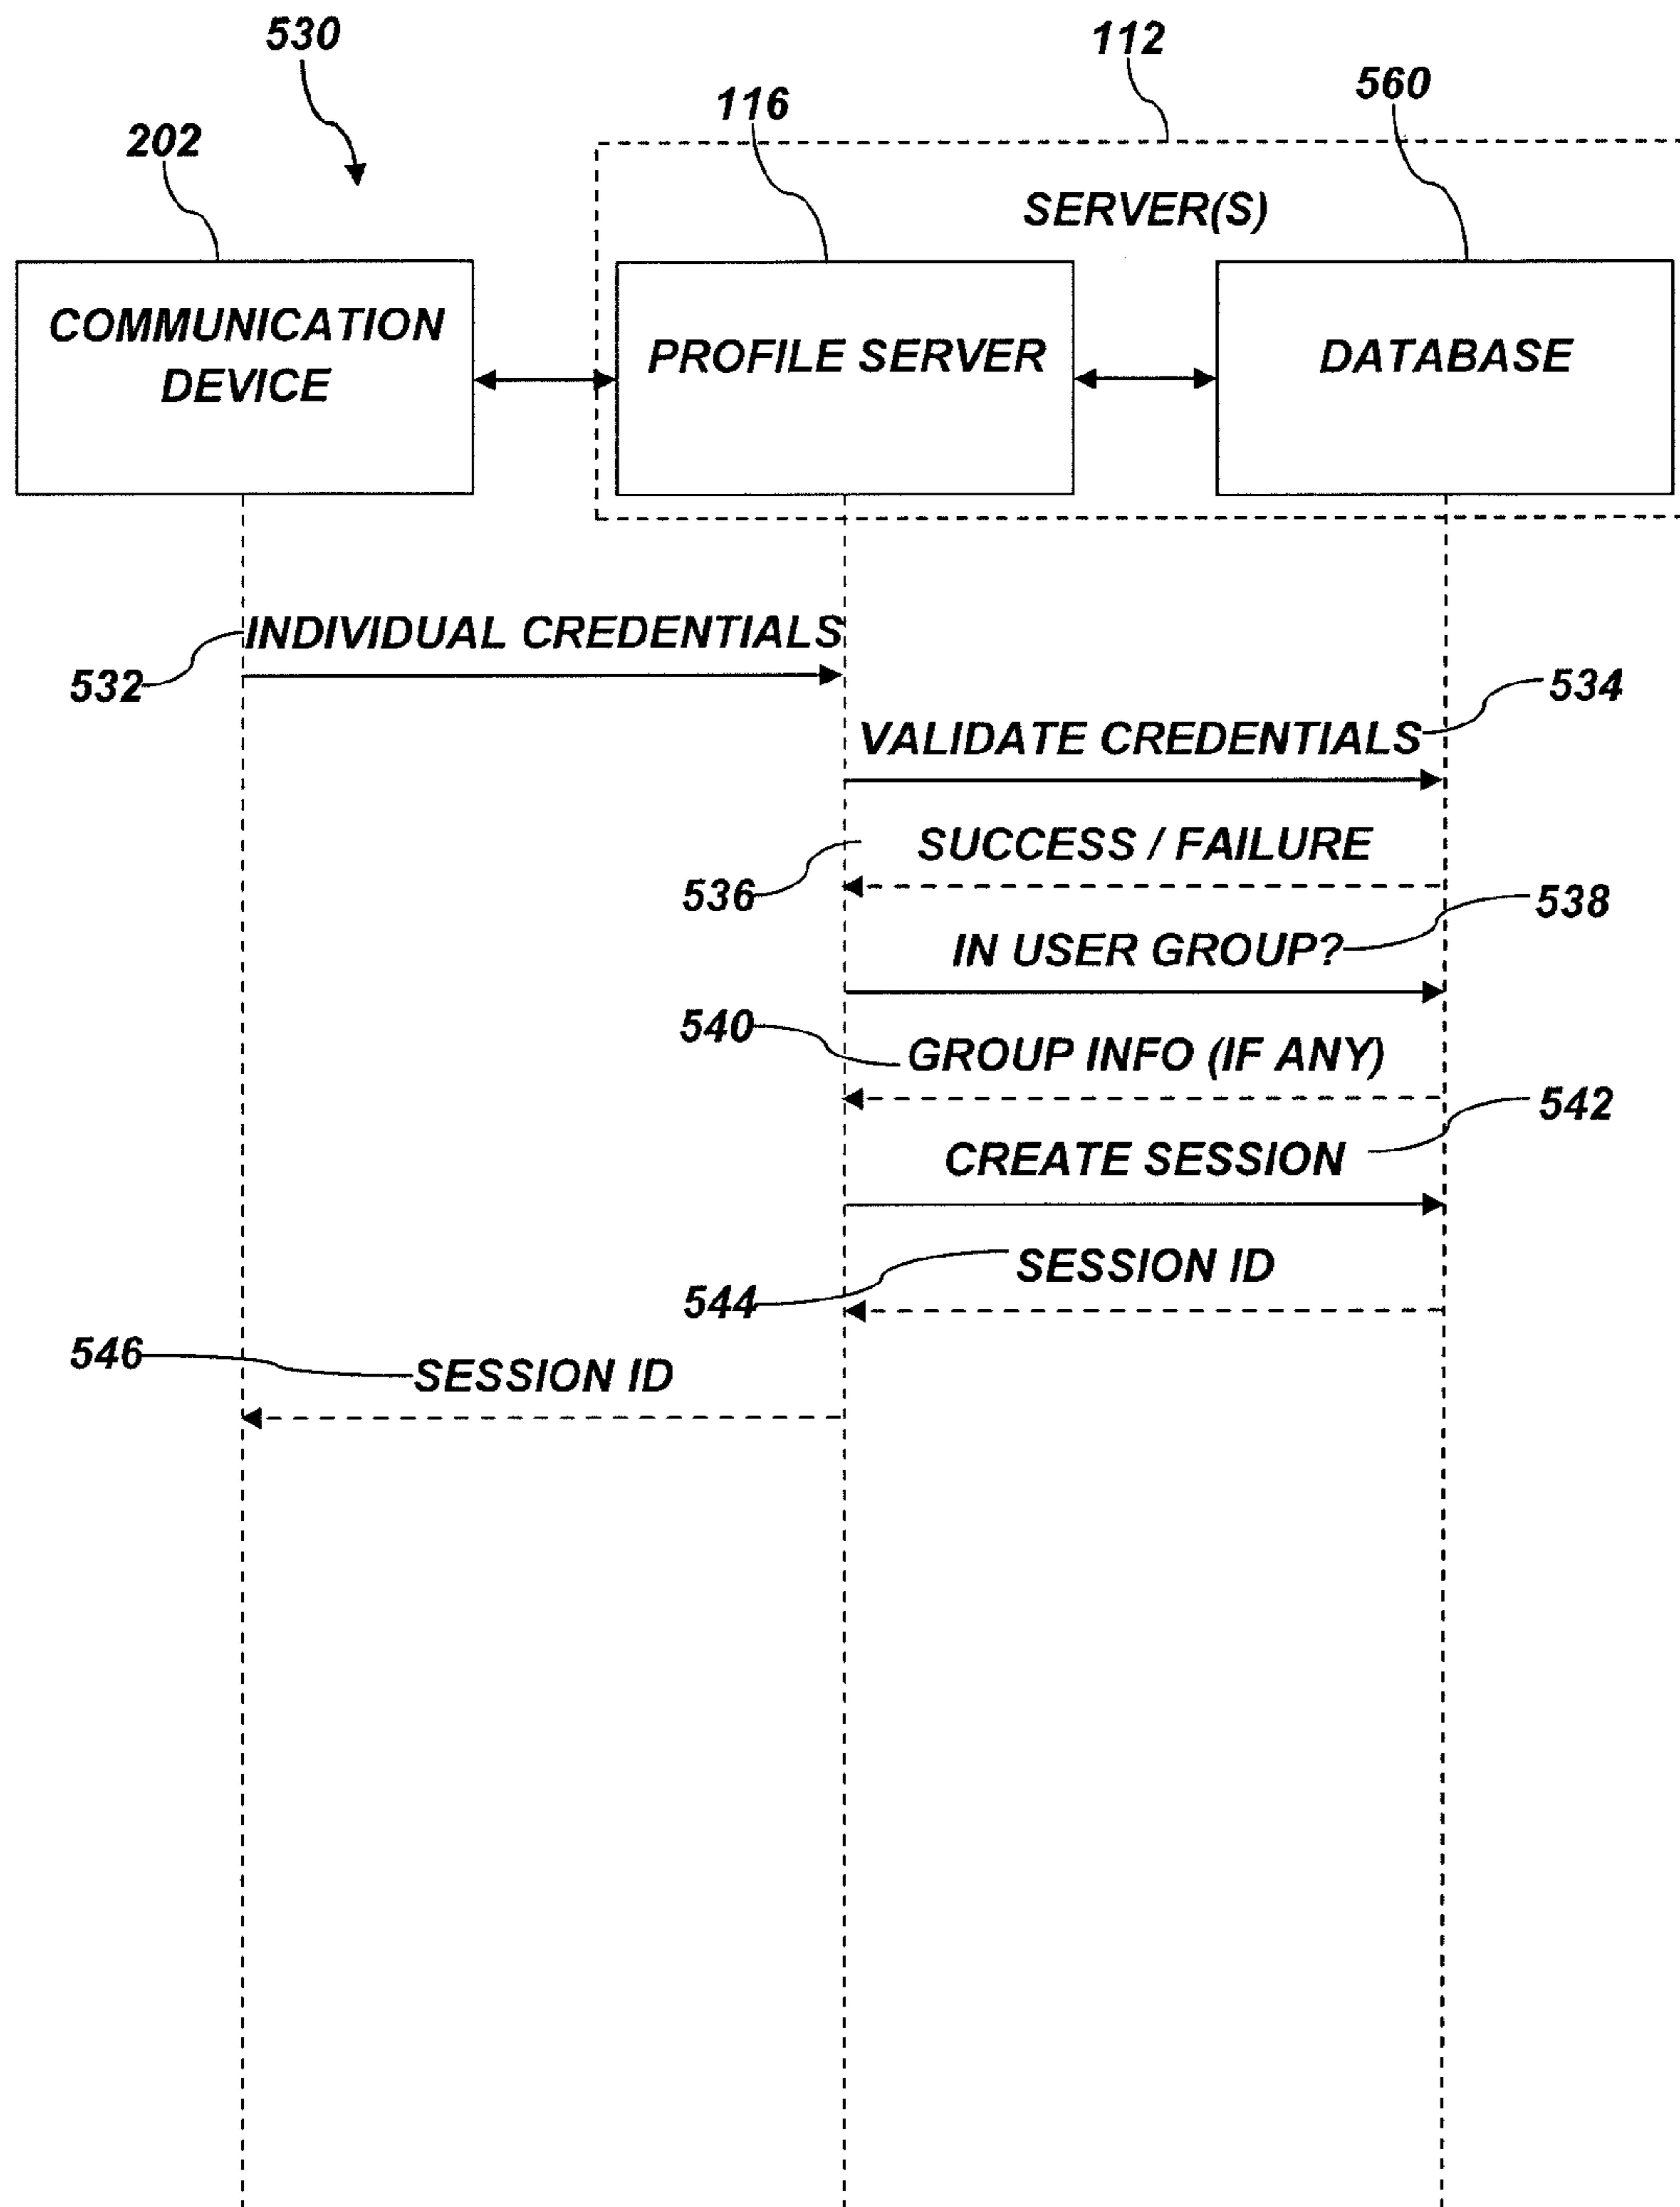 530
112
116
560
202
SERVER(S)
COMMUNICATION
DEVICE
PROFILE SERVER
DATABASE
INDIVIDUAL CREDENTIALS
532
534
VALIDATE CREDENTIALS
SUCCESS / FAILURE
536
538
IN USER GROUP?
540
GROUP INFO (IF ANY)
542
CREATE SESSION
SESSION ID
544
546
SESSION ID